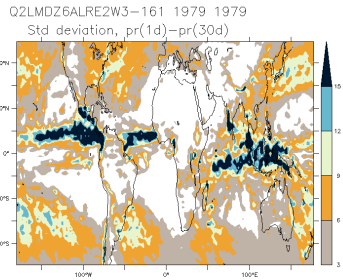 Q2LMDZ6ALRE2W3-161 1979 1979
Std deviation, pr(1d)-pr(30d)
0°
100°W
0°
100°E
15
12
9
6
3